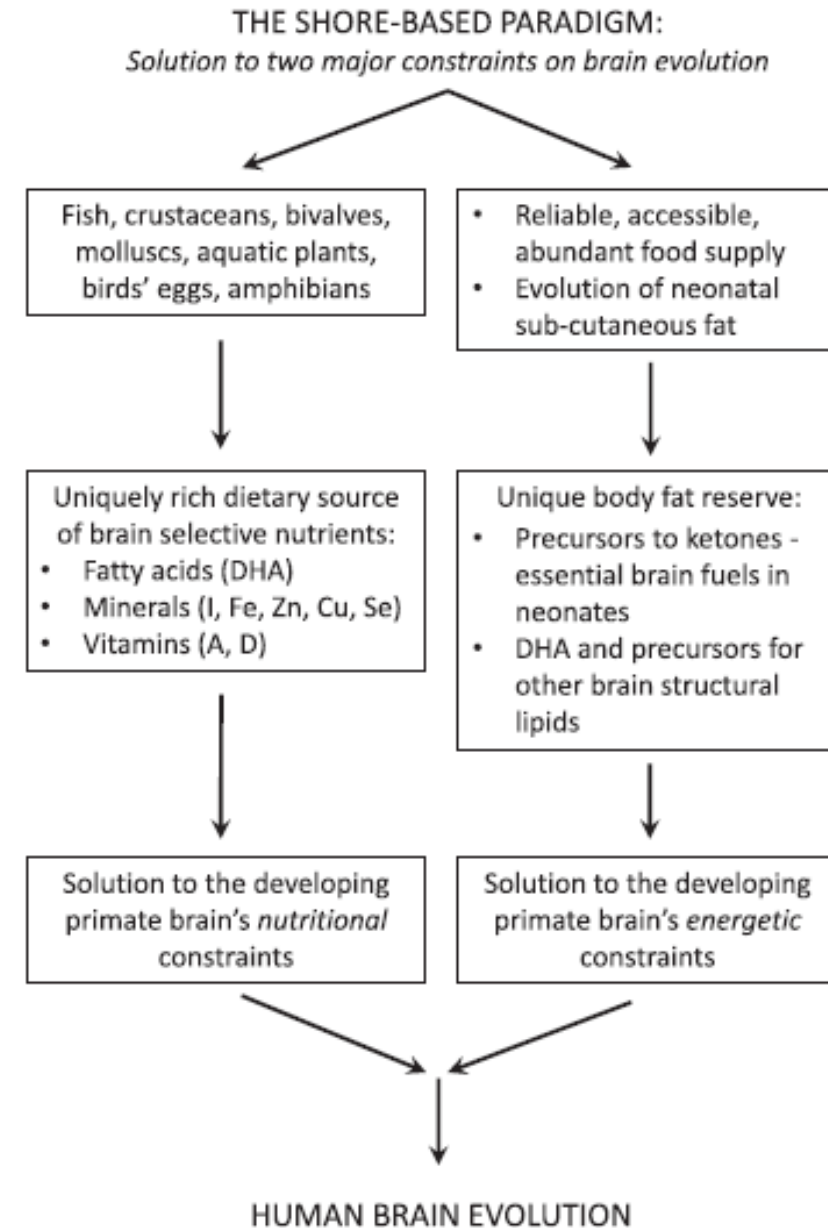 THE SHORE-BASED PARADIGM:
Solution to two major constraints on brain evolution
Fish, crustaceans, bivalves,
molluscs, aquatic plants,
birds' eggs, amphibians
• Reliable, accessible,
abundant food supply
• Evolution of neonatal
sub-cutaneous fat
Uniquely rich dietary source
of brain selective nutrients:
• Fatty acids (DHA)
• Minerals (I, Fe, Zn, Cu, Se)
• Vitamins (A, D)
Unique body fat reserve:
• Precursors to ketones -
essential brain fuels in
neonates
• DHA and precursors for
other brain structural
lipids
Solution to the developing
primate brain's nutritional
constraints
Solution to the developing
primate brain's energetic
constraints
HUMAN BRAIN EVOLUTION